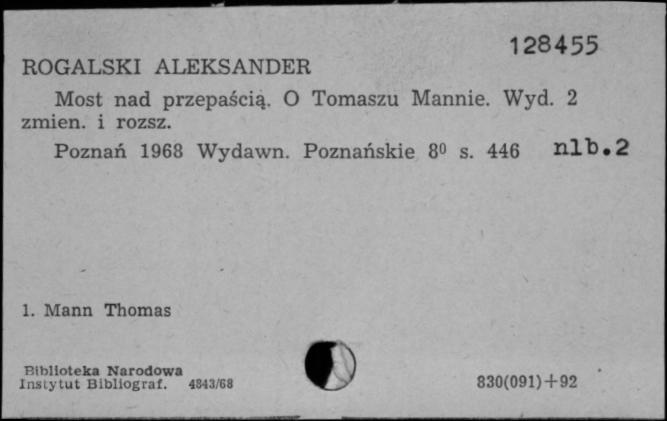 128455
ROGALSKI ALEKSANDER
Most nad przepaścią. O Tomaszu Mannie. Wyd. 2
zmien. i rozsz.
Poznań 1968 Wydawn. Poznańskie 8⁰ s. 446 nlb.2
1. Mann Thomas
Biblioteka Narodowa
Instytut Bibliograf. 4843/68
830(091)+92